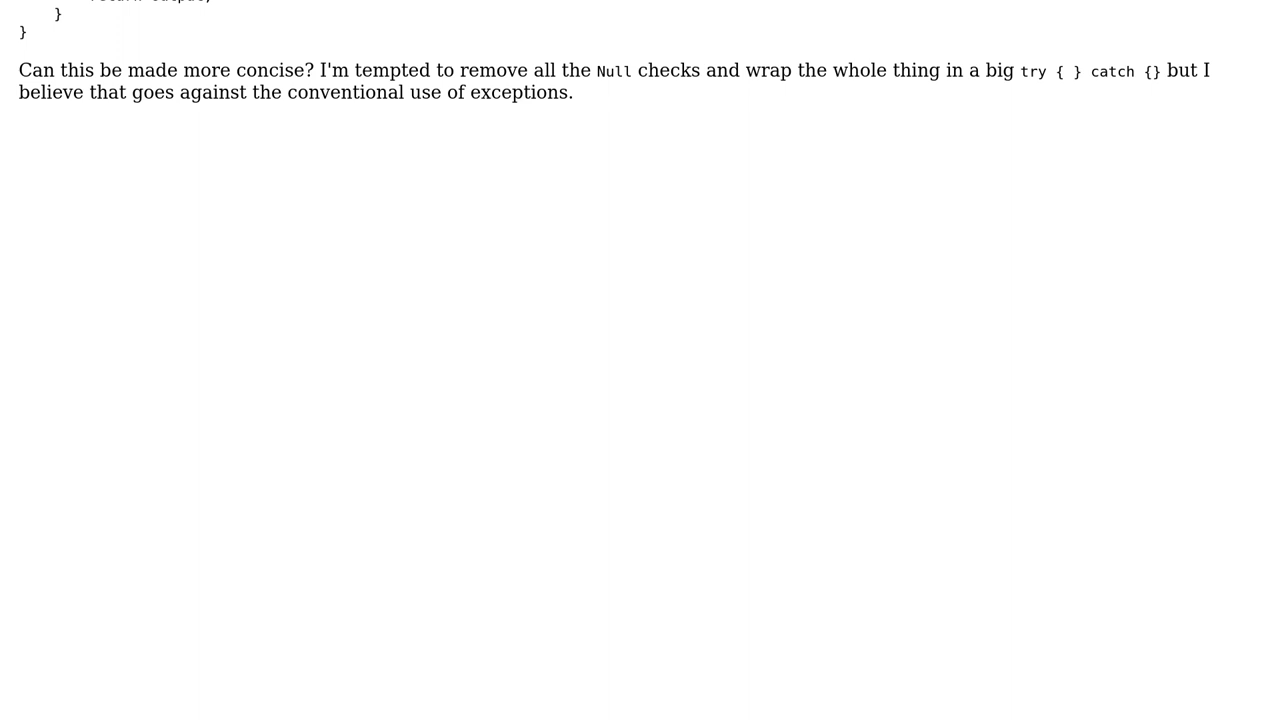 }
}
Can this be made more concise? I'm tempted to remove all the Null checks and wrap the whole thing in a big try { } catch {} but I
believe that goes against the conventional use of exceptions.